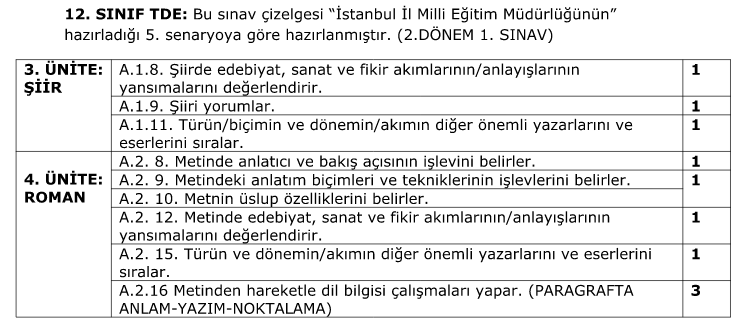 12. SINIF TDE: Bu sınav çizelgesi “İstanbul İl Milli Eğitim Müdürlüğünün”
hazırladığı 5. senaryoya göre hazırlanmıştır. (2.DÖNEM 1. SINAV)
3. ÜNİTE:
ŞİİR
A.1.8. Şiirde edebiyat, sanat ve fikir akımlarının/anlayışlarının
yansımalarını değerlendirir.
1
A.1.9. Şiiri yorumlar.
1
A.1.11. Türün/biçimin ve dönemin/akımın diğer önemli yazarlarını ve
eserlerini sıralar.
1
4. ÜNİTE:
ROMAN
A.2. 8. Metinde anlatıcı ve bakış açısının işlevini belirler.
1
A.2. 9. Metindeki anlatım biçimleri ve tekniklerinin işlevlerini belirler.
1
A.2. 10. Metnin üslup özelliklerini belirler.
A.2. 12. Metinde edebiyat, sanat ve fikir akımlarının/anlayışlarının
yansımalarını değerlendirir.
1
A.2. 15. Türün ve dönemin/akımın diğer önemli yazarlarını ve eserlerini
sıralar.
1
A.2.16 Metinden hareketle dil bilgisi çalışmaları yapar. (PARAGRAFTA
ANLAM-YAZIM-NOKTALAMA)
3